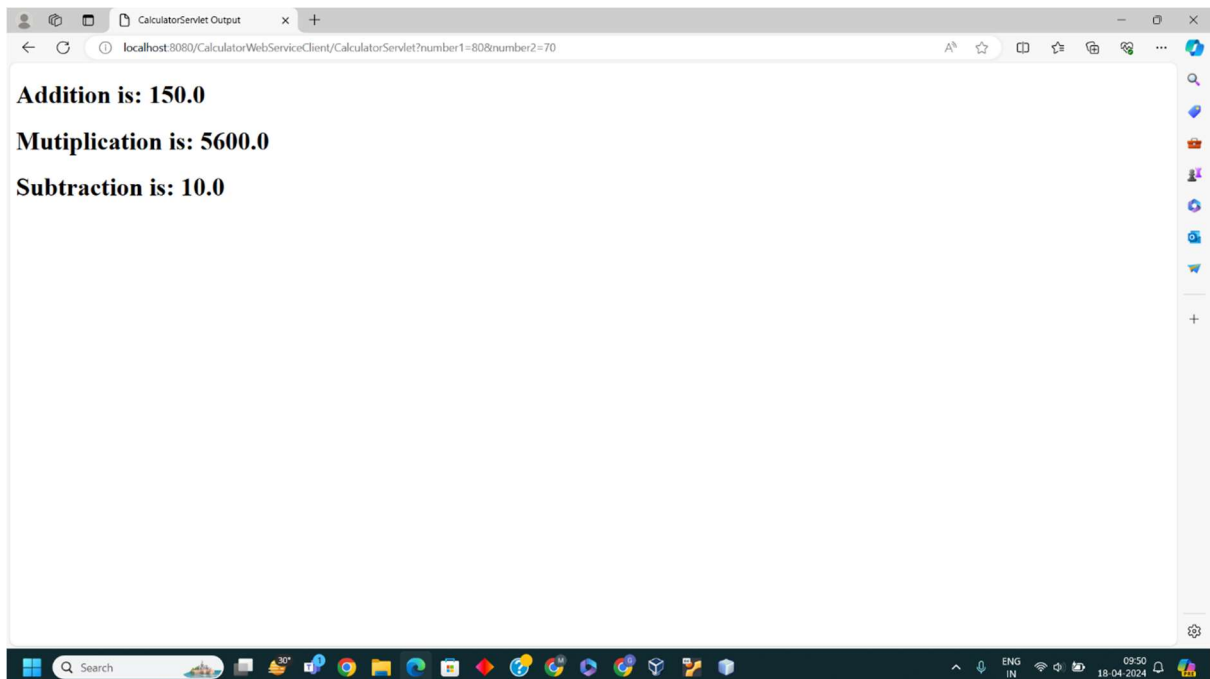 CalculatorServlet Output
localhost:8080/CalculatorWebServiceClient/CalculatorServlet?number1=80&number2=70
Addition is: 150.0
Mutiplication is: 5600.0
Subtraction is: 10.0
Search
30°
1
ENG
IN
09:50
18-04-2024